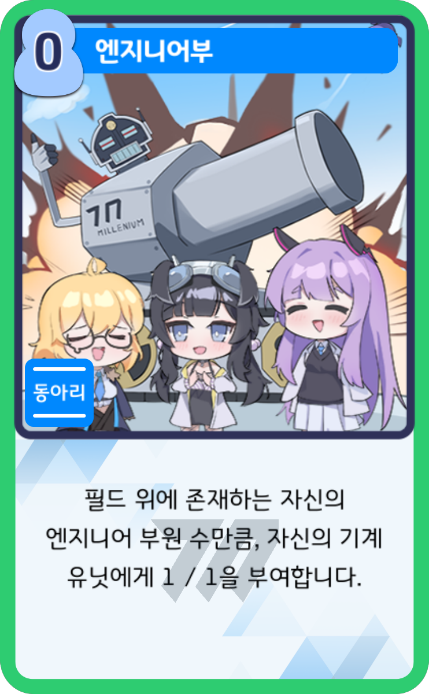 0
엔지니어부
MILLENIUM
동아리
필드 위에 존재하는 자신의
엔지니어 부원 수만큼, 자신의 기계
유닛에게 1 / 1을 부여합니다.